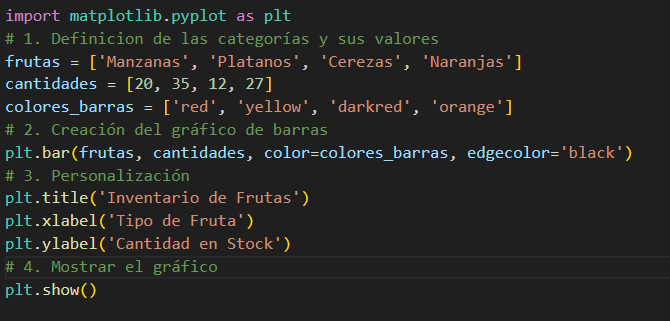 import matplotlib.pyplot as plt
# 1. Definicion de las categorías y sus valores
frutas = ['Manzanas', 'Platanos', 'Cerezas', 'Naranjas']
cantidades = [20, 35, 12, 27]
colores_barras = ['red', 'yellow', 'darkred', 'orange']
# 2. Creación del gráfico de barras
plt.bar(frutas, cantidades, color=colores_barras, edgecolor='black')
# 3. Personalización
plt.title('Inventario de Frutas')
plt.xlabel('Tipo de Fruta')
plt.ylabel('Cantidad en Stock')
# 4. Mostrar el gráfico
plt.show()